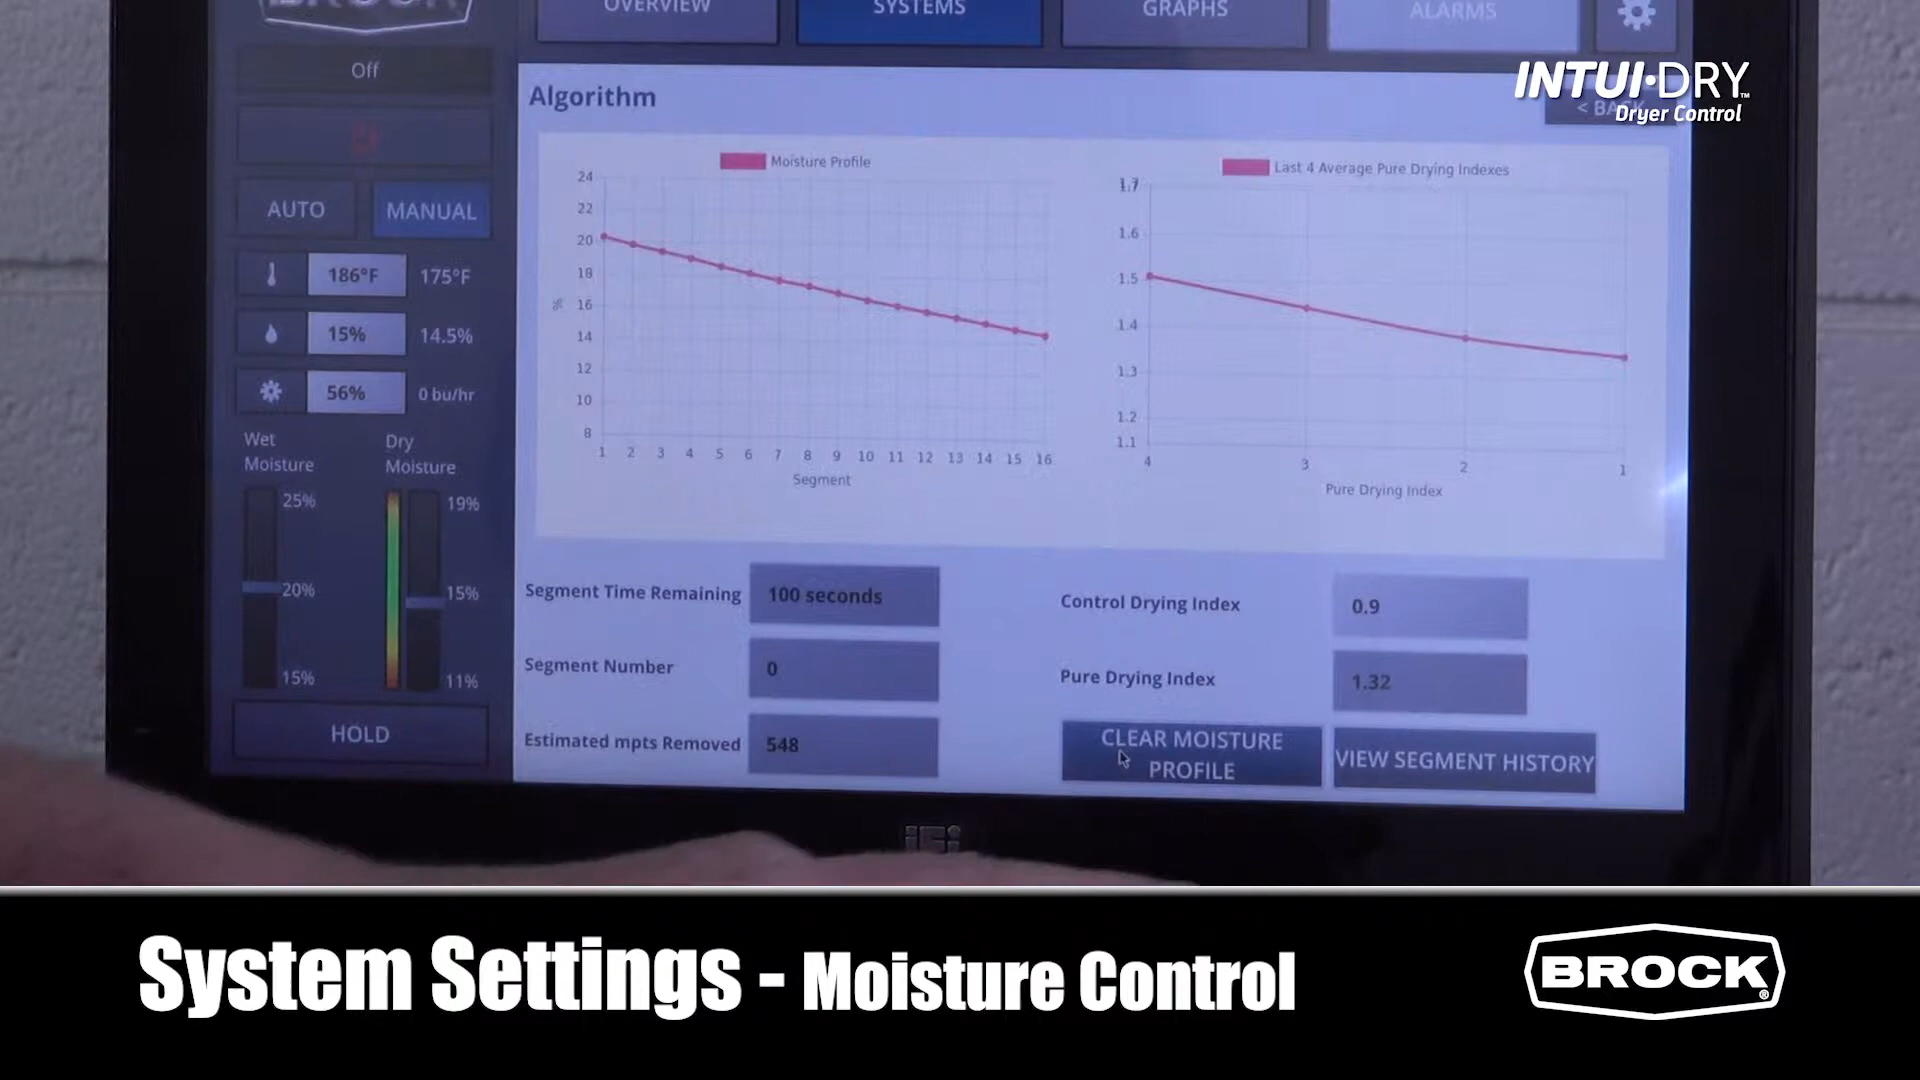 OVERVIEW
SYSTEMS
GRAPHS
ALARMS
Off
AUTO
MANUAL
186°F
175°F
15%
14.5%
56%
0 bu/hr
Wet
Moisture
Dry
Moisture
25%
20%
15%
19%
15%
11%
HOLD
Algorithm
INTUI·DRY™
Dryer Control
Moisture Profile
24
22
20
18
16
14
12
10
8
%
1 2 3 4 5 6 7 8 9 10 11 12 13 14 15 16
Segment
Last 4 Average Pure Drying Indexes
1.7
1.6
1.5
1.4
1.3
1.2
1.1
4 3 2 1
Pure Drying Index
Segment Time Remaining
100 seconds
Segment Number
0
Estimated mpts Removed
548
Control Drying Index
0.9
Pure Drying Index
1.32
CLEAR MOISTURE
PROFILE
VIEW SEGMENT HISTORY
System Settings - Moisture Control
BROCK®